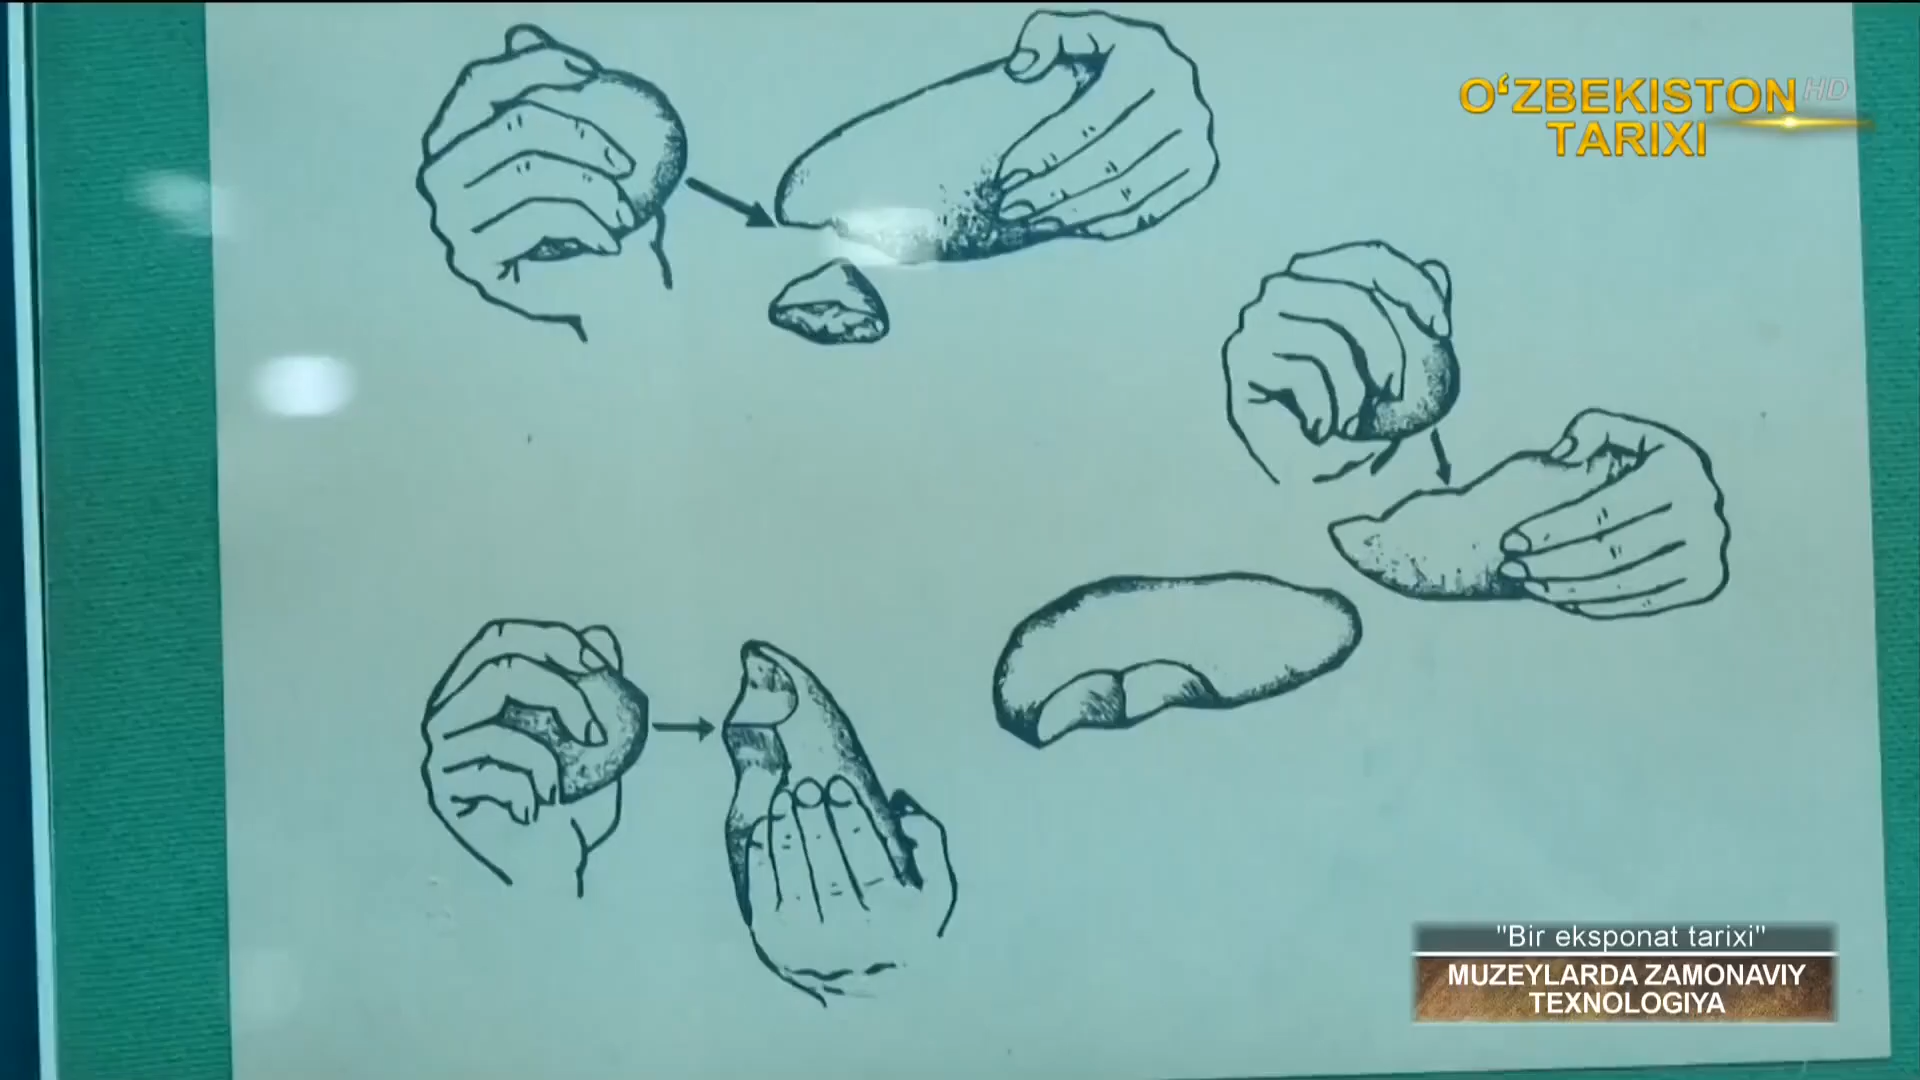 O‘ZBEKISTON HD
TARIXI
"Bir eksponat tarixi"
MUZEYLARDA ZAMONAVIY
TEXNOLOGIYA